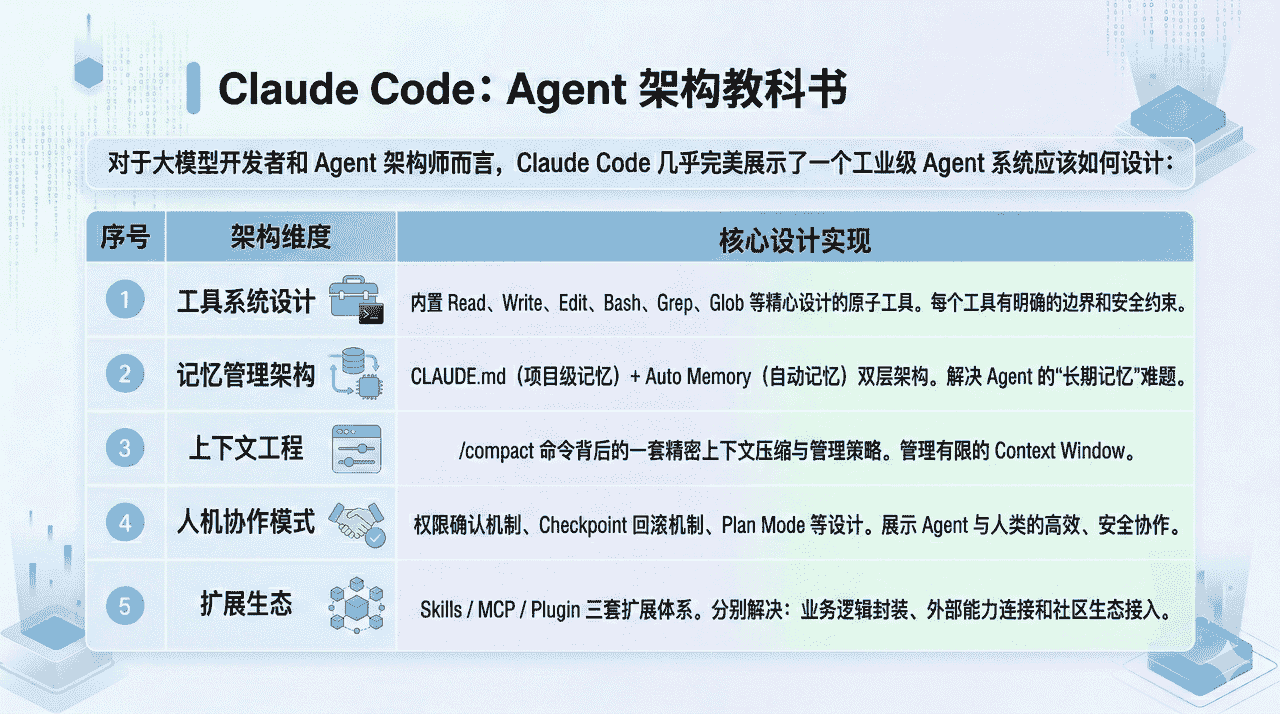 Claude Code：Agent 架构教科书
对于大模型开发者和 Agent 架构师而言，Claude Code 几乎完美展示了一个工业级 Agent 系统应该如何设计：
序号 架构维度 核心设计实现
1 工具系统设计 内置 Read、Write、Edit、Bash、Grep、Glob 等精心设计的原子工具。每个工具有明确的边界和安全约束。
2 记忆管理架构 CLAUDE.md（项目级记忆）+ Auto Memory（自动记忆）双层架构。解决 Agent 的“长期记忆”难题。
3 上下文工程 /compact 命令背后的一套精密上下文压缩与管理策略。管理有限的 Context Window。
4 人机协作模式 权限确认机制、Checkpoint 回滚机制、Plan Mode 等设计。展示 Agent 与人类的高效、安全协作。
5 扩展生态 Skills / MCP / Plugin 三套扩展体系。分别解决：业务逻辑封装、外部能力连接和社区生态接入。